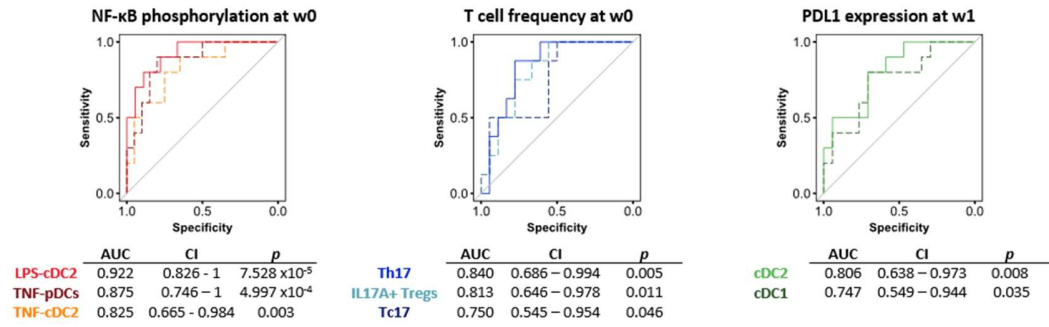 NF-κB phosphorylation at w0
Sensitivity
1.0
0.5
0.0
1.0 0.5 0.0
Specificity
AUC CI p
LPS-cDC2 0.922 0.826 - 1 7.528 x10-5
TNF-pDCs 0.875 0.746 – 1 4.997 x10-4
TNF-cDC2 0.825 0.665 - 0.984 0.003
T cell frequency at w0
Sensitivity
1.0
0.5
0.0
1.0 0.5 0.0
Specificity
AUC CI p
Th17 0.840 0.686 – 0.994 0.005
IL17A+ Tregs 0.813 0.646 – 0.978 0.011
Tc17 0.750 0.545 – 0.954 0.046
PDL1 expression at w1
Sensitivity
1.0
0.5
0.0
1.0 0.5 0.0
Specificity
AUC CI p
cDC2 0.806 0.638 – 0.973 0.008
cDC1 0.747 0.549 – 0.944 0.035